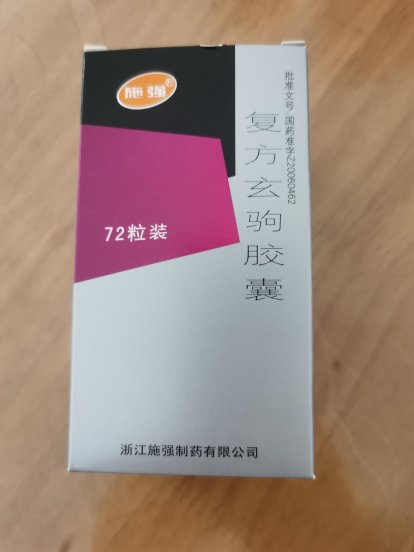 施强®
批准文号 国药准字Z20060462
复方玄驹胶囊
72粒装
浙江施强制药有限公司